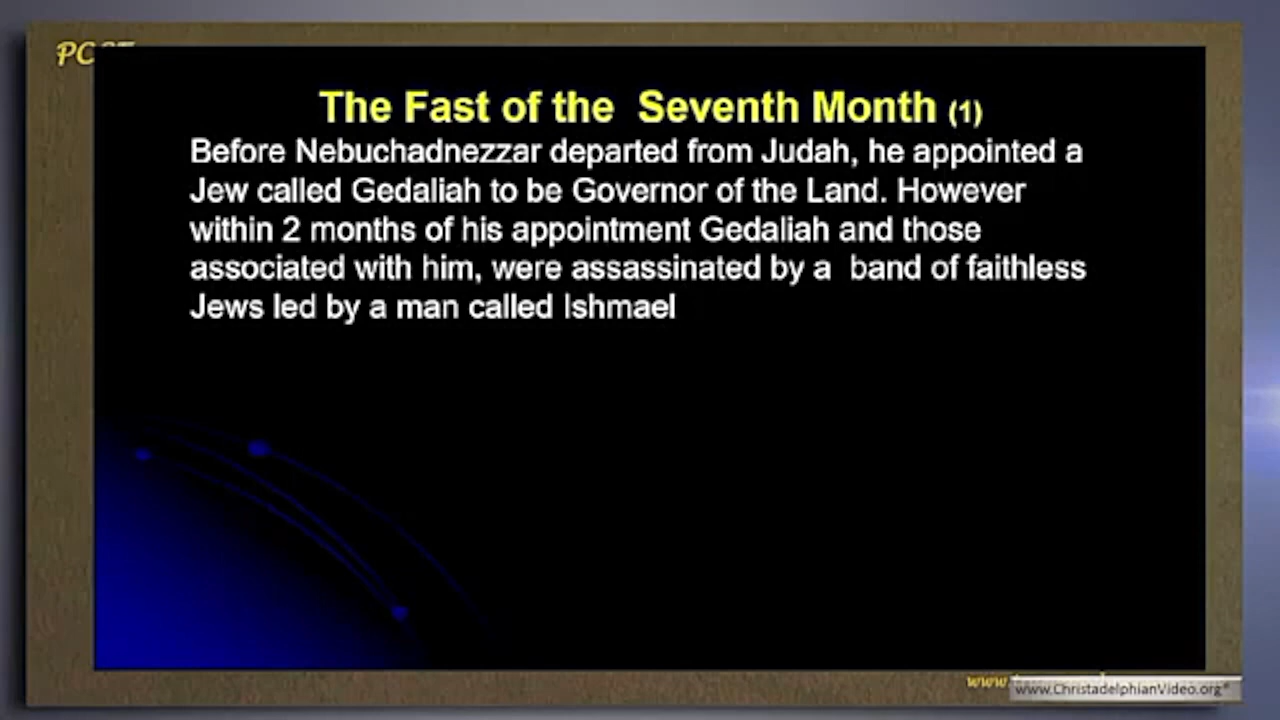 The Fast of the Seventh Month (1)
Before Nebuchadnezzar departed from Judah, he appointed a
Jew called Gedaliah to be Governor of the Land. However
within 2 months of his appointment Gedaliah and those
associated with him, were assassinated by a band of faithless
Jews led by a man called Ishmael
www.ChristadelphianVideo.org